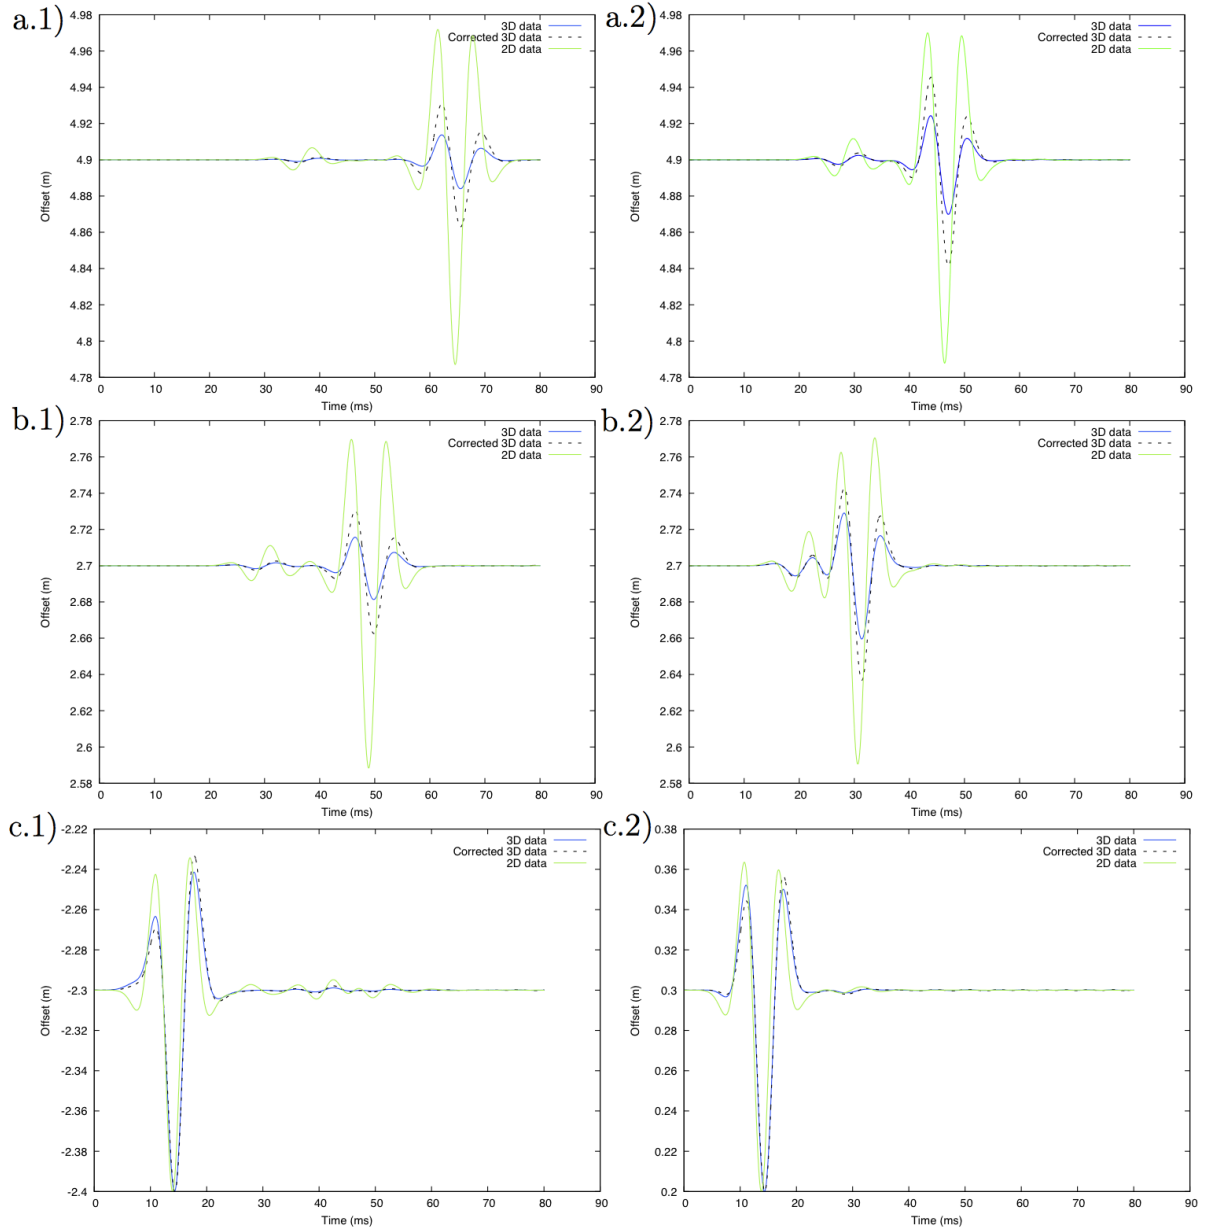 a.1)
4.98
4.96
4.94
4.92
4.9
4.88
4.86
4.84
4.82
4.8
4.78
Offset (m)
3D data
Corrected 3D data
2D data
0 10 20 30 40 50 60 70 80 90
Time (ms)
a.2)
4.98
4.96
4.94
4.92
4.9
4.88
4.86
4.84
4.82
4.8
4.78
Offset (m)
3D data
Corrected 3D data
2D data
0 10 20 30 40 50 60 70 80 90
Time (ms)
b.1)
2.78
2.76
2.74
2.72
2.7
2.68
2.66
2.64
2.62
2.6
2.58
Offset (m)
3D data
Corrected 3D data
2D data
0 10 20 30 40 50 60 70 80 90
Time (ms)
b.2)
2.78
2.76
2.74
2.72
2.7
2.68
2.66
2.64
2.62
2.6
2.58
Offset (m)
3D data
Corrected 3D data
2D data
0 10 20 30 40 50 60 70 80 90
Time (ms)
c.1)
-2.22
-2.24
-2.26
-2.28
-2.3
-2.32
-2.34
-2.36
-2.38
-2.4
Offset (m)
3D data
Corrected 3D data
2D data
0 10 20 30 40 50 60 70 80 90
Time (ms)
c.2)
0.38
0.36
0.34
0.32
0.3
0.28
0.26
0.24
0.22
0.2
Offset (m)
3D data
Corrected 3D data
2D data
0 10 20 30 40 50 60 70 80 90
Time (ms)